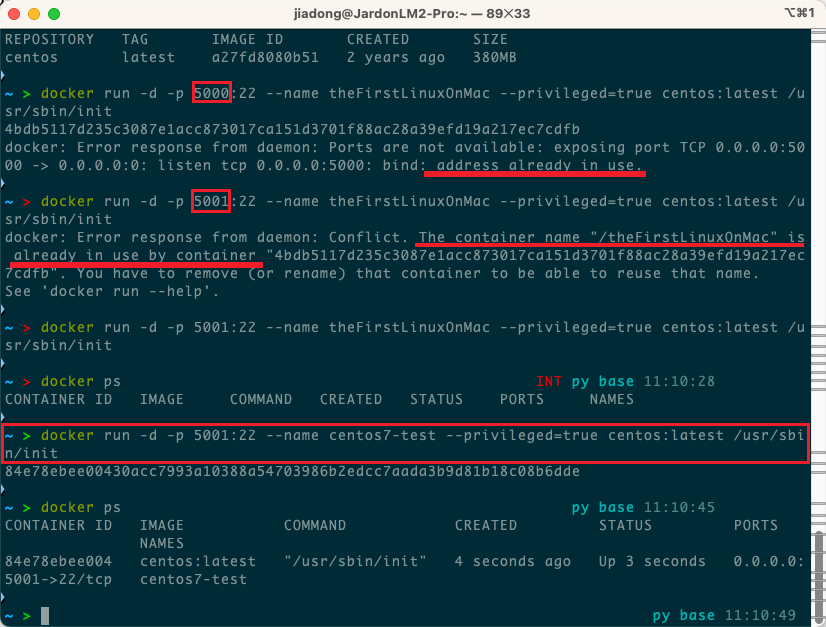 jiadong@JardonLM2-Pro:~ — 89×33
⌥⌘1
REPOSITORY   TAG       IMAGE ID       CREATED       SIZE
centos       latest    a27fd8080b51   2 years ago   380MB
~ > docker run -d -p 5000:22 --name theFirstLinuxOnMac --privileged=true centos:latest /u
sr/sbin/init
4bdb5117d235c3087e1acc873017ca151d3701f88ac28a39efd19a217ec7cdfb
docker: Error response from daemon: Ports are not available: exposing port TCP 0.0.0.0:50
00 -> 0.0.0.0:0: listen tcp 0.0.0.0:5000: bind: address already in use.
~ > docker run -d -p 5001:22 --name theFirstLinuxOnMac --privileged=true centos:latest /u
sr/sbin/init
docker: Error response from daemon: Conflict. The container name "/theFirstLinuxOnMac" is
already in use by container "4bdb5117d235c3087e1acc873017ca151d3701f88ac28a39efd19a217ec
7cdfb". You have to remove (or rename) that container to be able to reuse that name.
See 'docker run --help'.
~ > docker run -d -p 5001:22 --name theFirstLinuxOnMac --privileged=true centos:latest /u
sr/sbin/init
~ > docker ps                                              INT py base 11:10:28
CONTAINER ID   IMAGE     COMMAND   CREATED   STATUS    PORTS     NAMES
~ > docker run -d -p 5001:22 --name centos7-test --privileged=true centos:latest /usr/sbi
n/init
84e78ebee00430acc7993a10388a54703986b2edcc7aada3b9d81b18c08b6dde
~ > docker ps                                                  py base 11:10:45
CONTAINER ID   IMAGE           COMMAND            CREATED         STATUS         PORTS
               NAMES
84e78ebee004   centos:latest   "/usr/sbin/init"   4 seconds ago   Up 3 seconds   0.0.0.0:
5001->22/tcp   centos7-test
~ >                                                                     py base 11:10:49